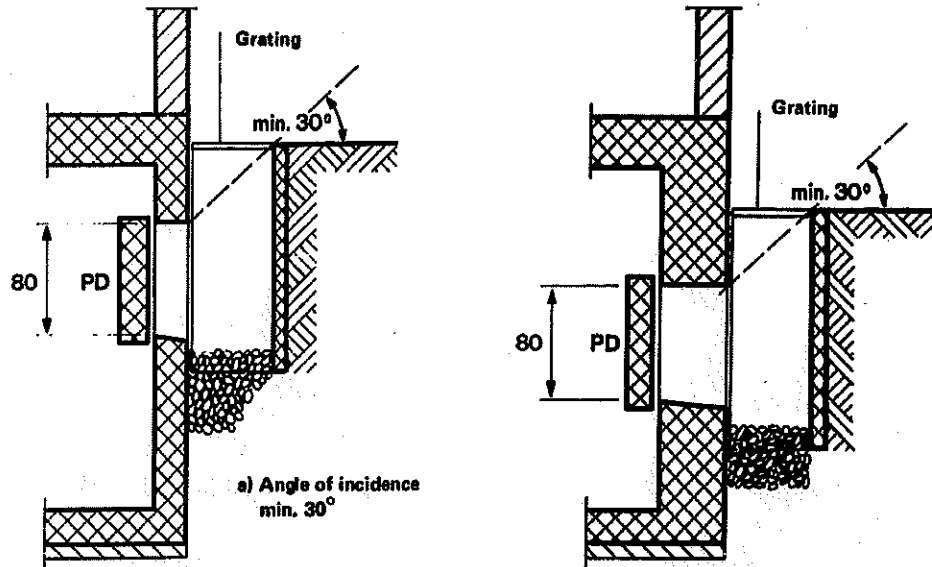 Grating
min. 30°
80
PD
a) Angle of incidence
min. 30°
Grating
min. 30°
80
PD